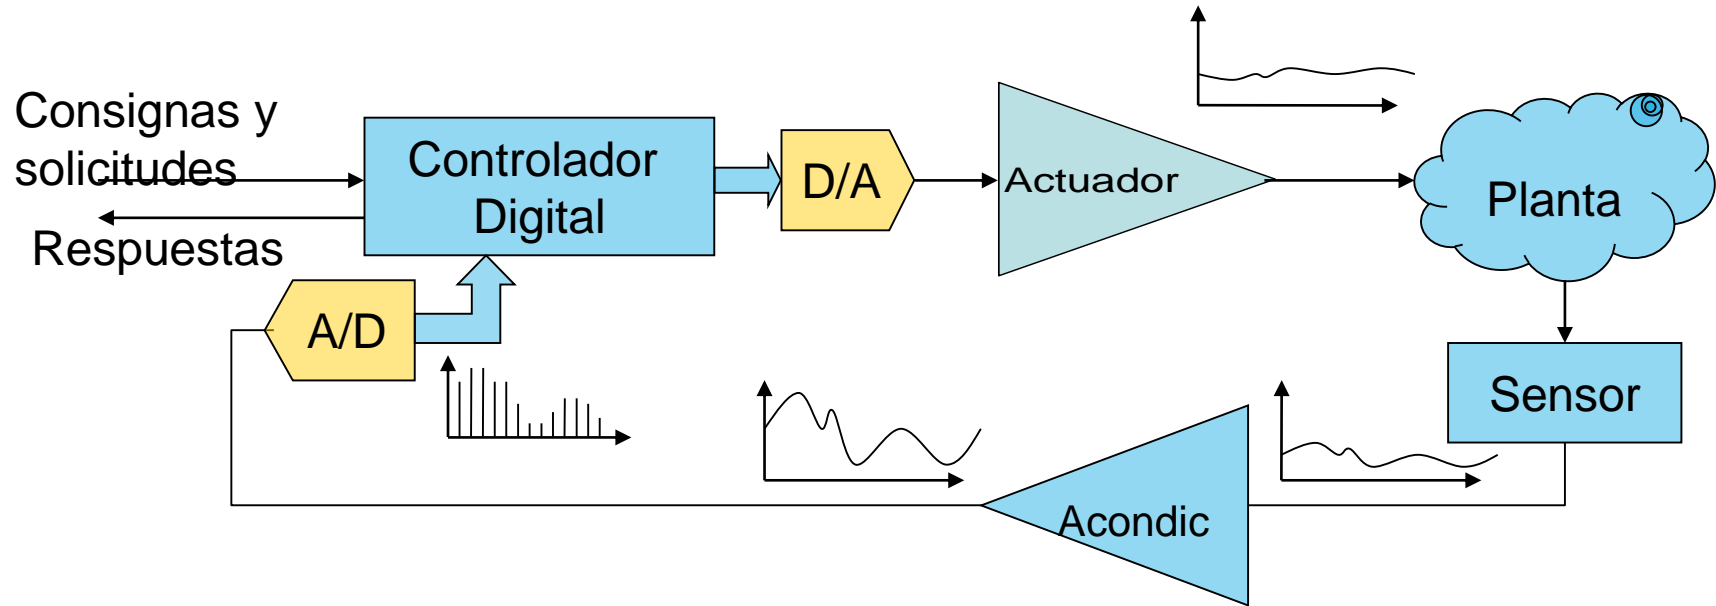 Consignas y
solicitudes
Respuestas
Controlador
Digital
D/A
Actuador
Planta
A/D
Sensor
Acondic